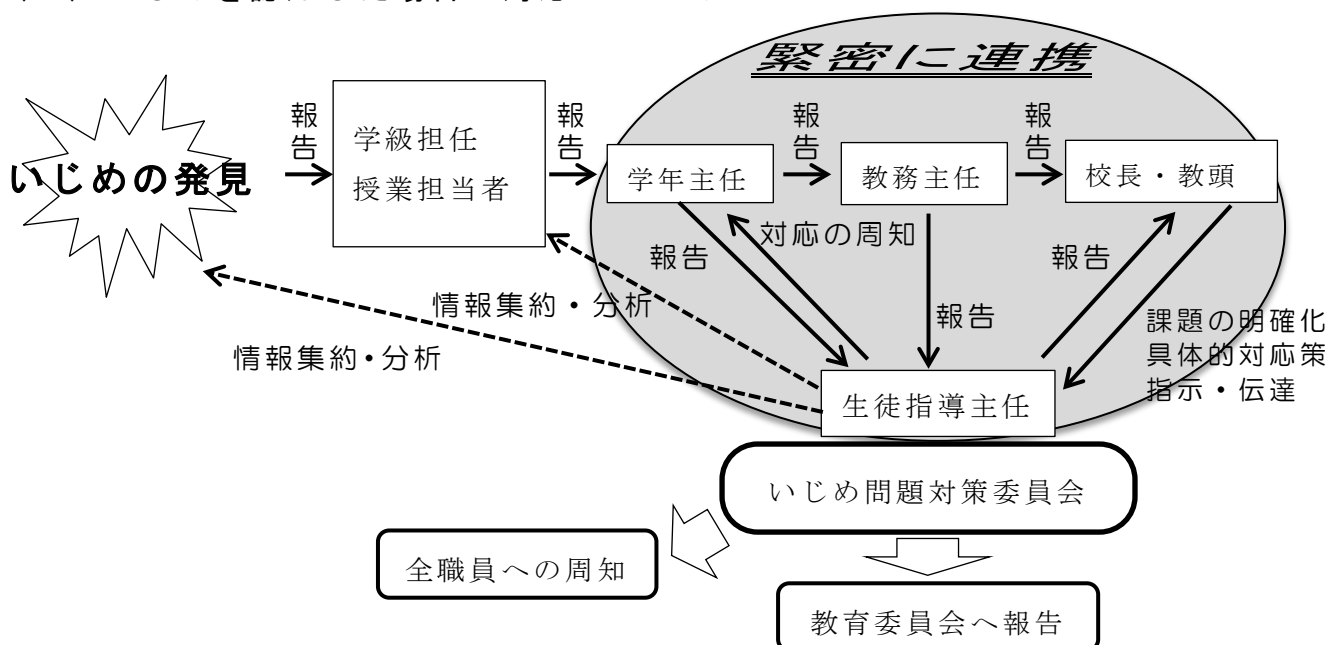 緊密に連携
いじめの発見
報告
学級担任
授業担当者
報告
学年主任
報告
教務主任
報告
校長・教頭
報告
対応の周知
報告
報告
課題の明確化
具体的対応策
指示・伝達
情報集約・分析
情報集約・分析
生徒指導主任
いじめ問題対策委員会
全職員への周知
教育委員会へ報告